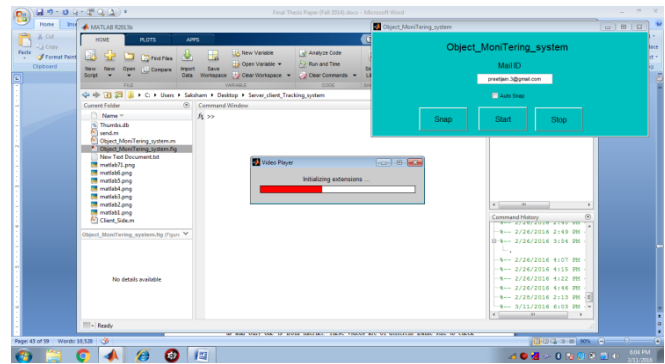 Final Thesis Paper (Fall 2014).docx - Microsoft Word
Home
Cut
Copy
Format Paint
Paste
Clipboard
MATLAB R2013a
HOME PLOTS APPS
New Script
New
Open
Find Files
Compare
Import Data
Save Workspace
New Variable
Open Variable
Clear Workspace
Analyze Code
Run and Time
Clear Commands
FILE
VARIABLE
CODE
C: Users Saksham Desktop Server_client_Tracking_system
Current Folder
Command Window
Name
>>
Thumbs.db
send.m
Object_MoniTering_system.m
Object_MoniTering_system.fig
New Text Document.txt
matlab71.png
matlab6.png
matlab5.png
matlab4.png
matlab3.png
matlab2.png
matlab1.png
Client_Side.m
Object_MoniTering_system.fig (Figure
No details available
Ready
Video Player
Initializing extensions ...
Object_MoniTering_system
Object_MoniTering_system
Mail ID
preetjain.3@gmail.com
Auto Snap
Snap Start Stop
Command History
%-- 2/26/2016 2:49 PM
%-- 2/26/2016 3:54 PM
%-- 2/26/2016 4:07 PM
%-- 2/26/2016 4:15 PM
%-- 2/26/2016 4:22 PM
%-- 2/26/2016 4:46 PM
%-- 2/28/2016 2:13 PM
%-- 3/11/2016 6:03 PM
Page: 43 of 59 Words: 10,528
90%
6:04 PM
3/11/2016